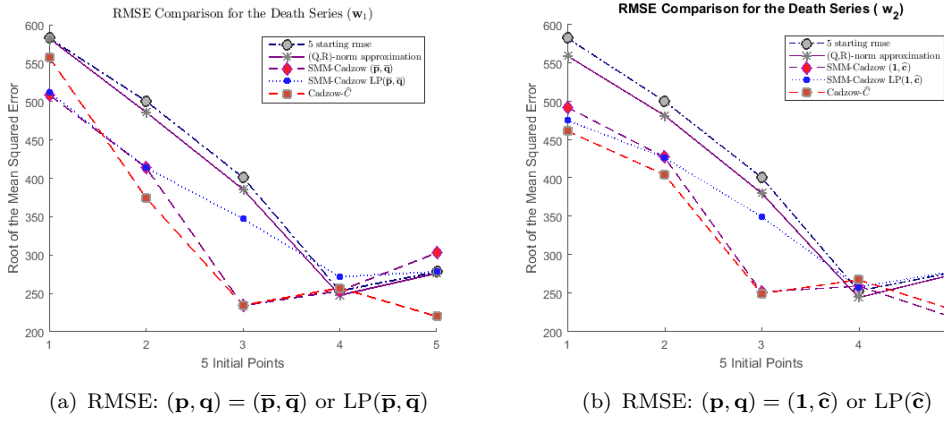 RMSE Comparison for the Death Series (w₁)
600
550
500
450
400
350
300
250
200
Root of the Mean Squared Error
5 starting rmse
(Q,R)-norm approximation
SMM-Cadzow (p̅, q̅)
SMM-Cadzow LP(p̅, q̅)
Cadzow-Ĉ
1 2 3 4 5
5 Initial Points
(a) RMSE: (p, q) = (p̅, q̅) or LP(p̅, q̅)
RMSE Comparison for the Death Series ( w₂)
600
550
500
450
400
350
300
250
200
Root of the Mean Squared Error
5 starting rmse
(Q,R)-norm approximation
SMM-Cadzow (1, ĉ)
SMM-Cadzow LP(1, ĉ)
Cadzow-Ĉ
1 2 3 4
5 Initial Points
(b) RMSE: (p, q) = (1, ĉ) or LP(ĉ)